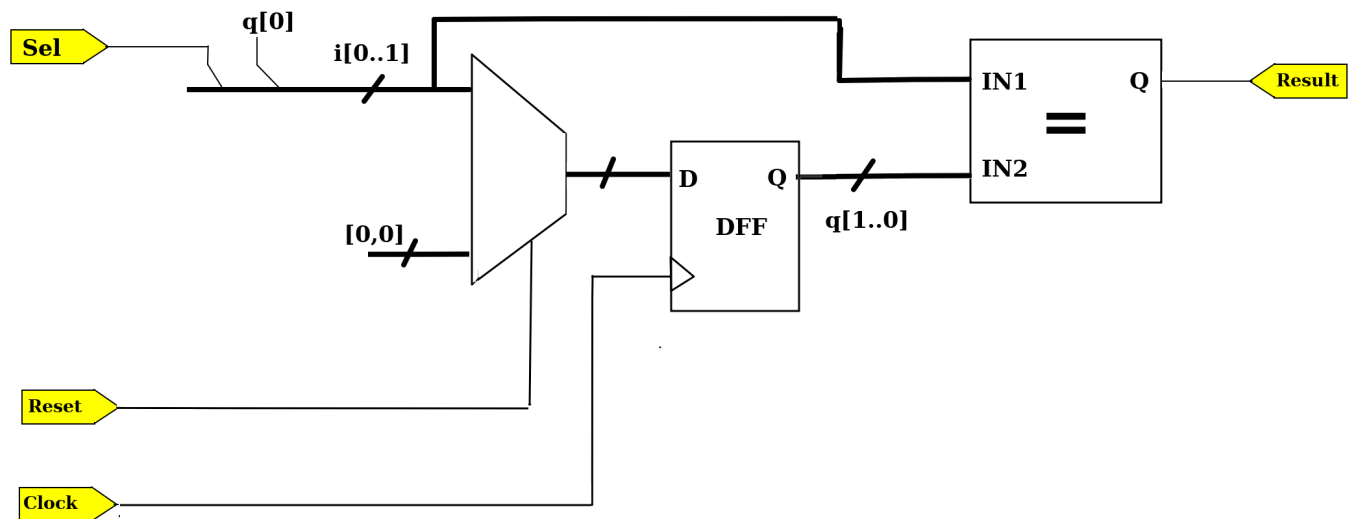 q[0]
Sel
i[0..1]
IN1
Q
Result
=
IN2
D
Q
DFF
q[1..0]
[0,0]
Reset
Clock